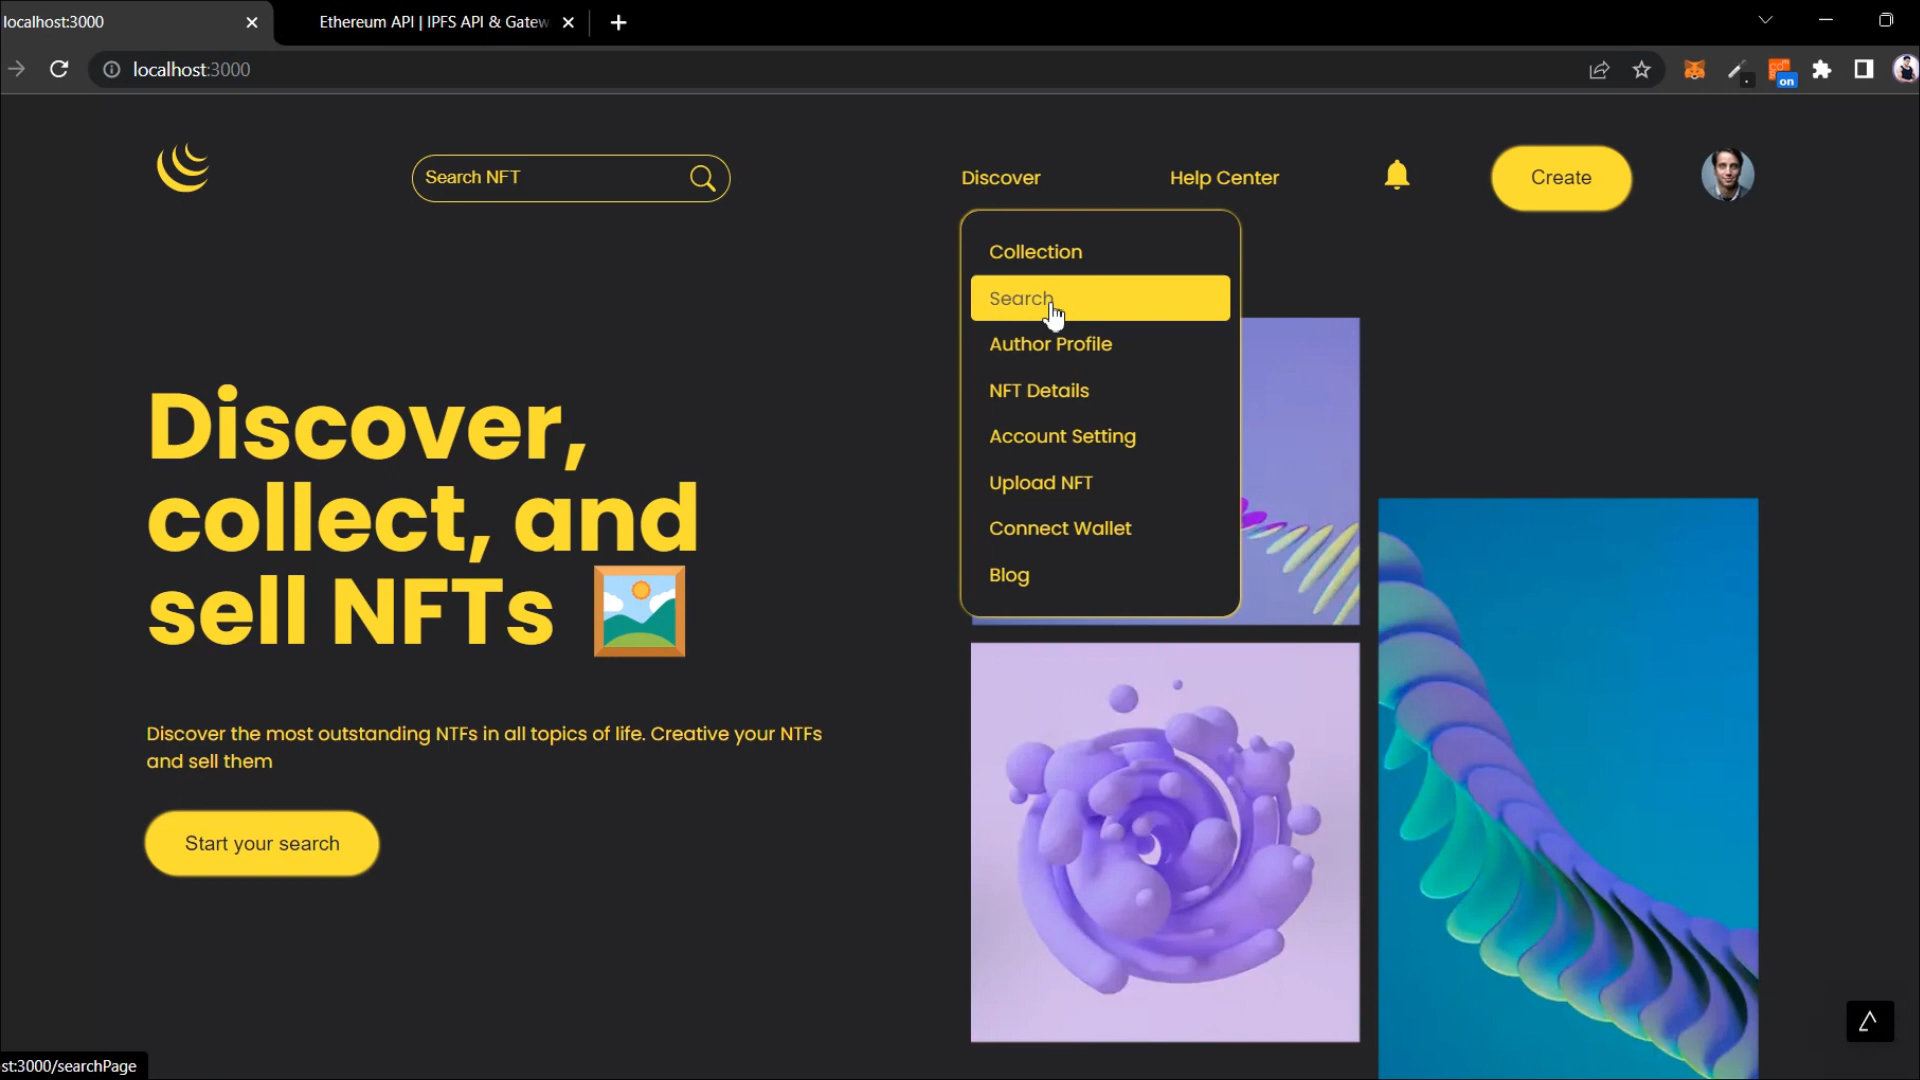 localhost:3000
Ethereum API | IPFS API & Gatew
localhost:3000
on
Search NFT
Discover
Help Center
Create
Collection
Search
Author Profile
NFT Details
Account Setting
Upload NFT
Connect Wallet
Blog
Discover,
collect, and
sell NFTs
Discover the most outstanding NTFs in all topics of life. Creative your NTFs
and sell them
Start your search
st:3000/searchPage